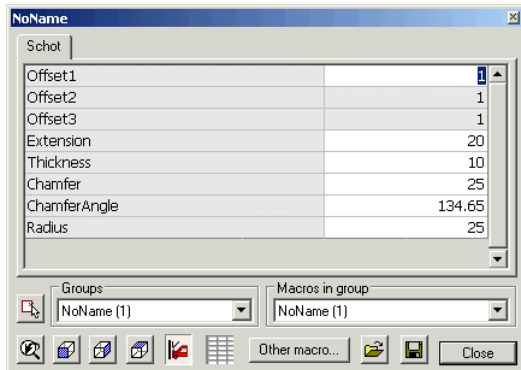 NoName
Schot
Offset1 1
Offset2 1
Offset3 1
Extension 20
Thickness 10
Chamfer 25
ChamferAngle 134.65
Radius 25
Groups
NoName (1)
Macros in group
NoName (1)
Other macro...
Close